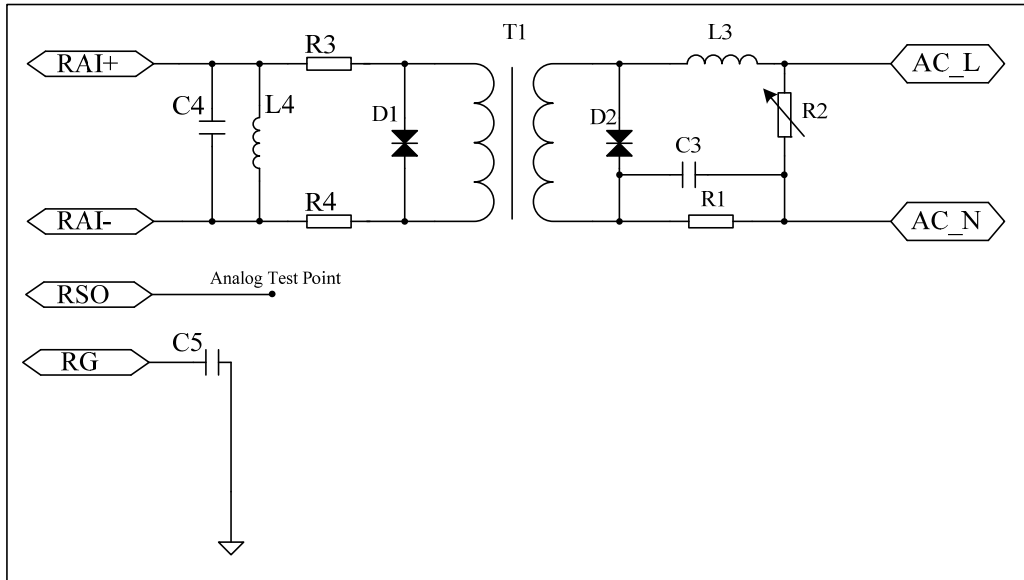 T1
L3
RAI+
R3
AC_L
C4
L4
D1
D2
R2
C3
R1
RAI-
R4
AC_N
Analog Test Point
RSO
C5
RG